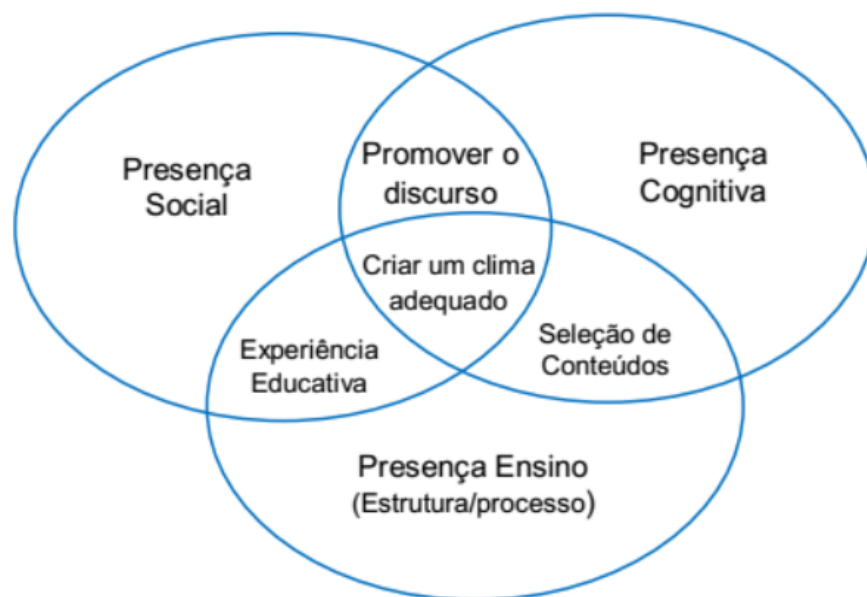 Presença
Social
Promover o
discurso
Presença
Cognitiva
Criar um clima
adequado
Experiência
Educativa
Seleção de
Conteúdos
Presença Ensino
(Estrutura/processo)